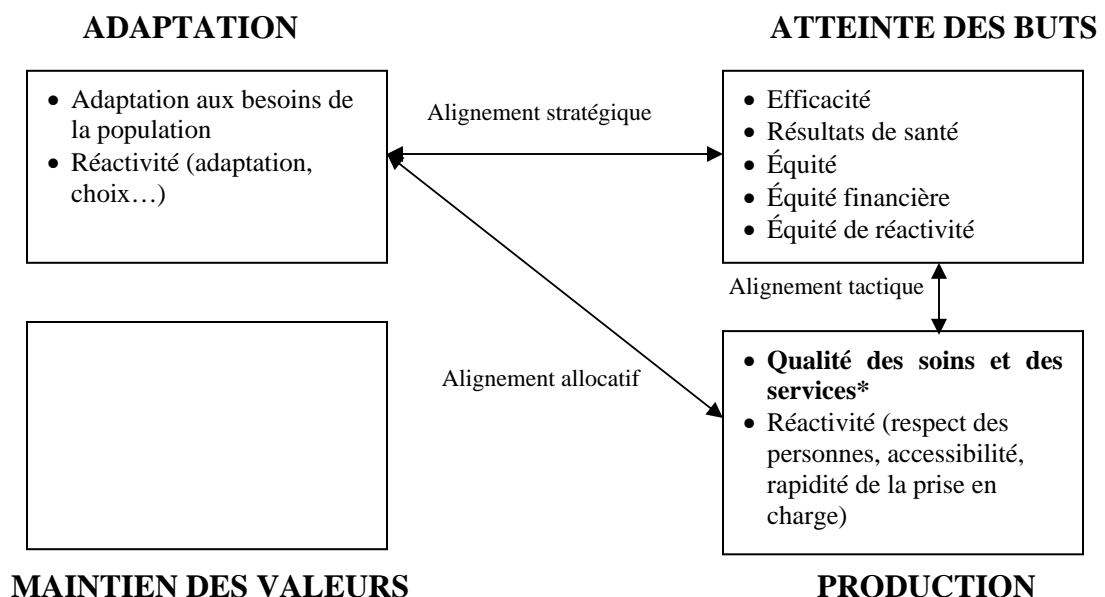 ADAPTATION
ATTEINTE DES BUTS
• Adaptation aux besoins de
la population
• Réactivité (adaptation,
choix…)
Alignement stratégique
• Efficacité
• Résultats de santé
• Équité
• Équité financière
• Équité de réactivité
Alignement tactique
Alignement allocatif
• Qualité des soins et des
services*
• Réactivité (respect des
personnes, accessibilité,
rapidité de la prise en
charge)
MAINTIEN DES VALEURS
PRODUCTION